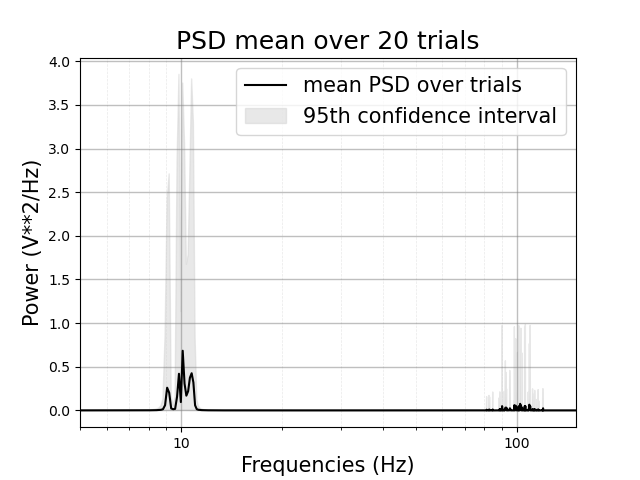 PSD mean over 20 trials
mean PSD over trials
95th confidence interval
Power (V**2/Hz)
4.0
3.5
3.0
2.5
2.0
1.5
1.0
0.5
0.0
10
100
Frequencies (Hz)